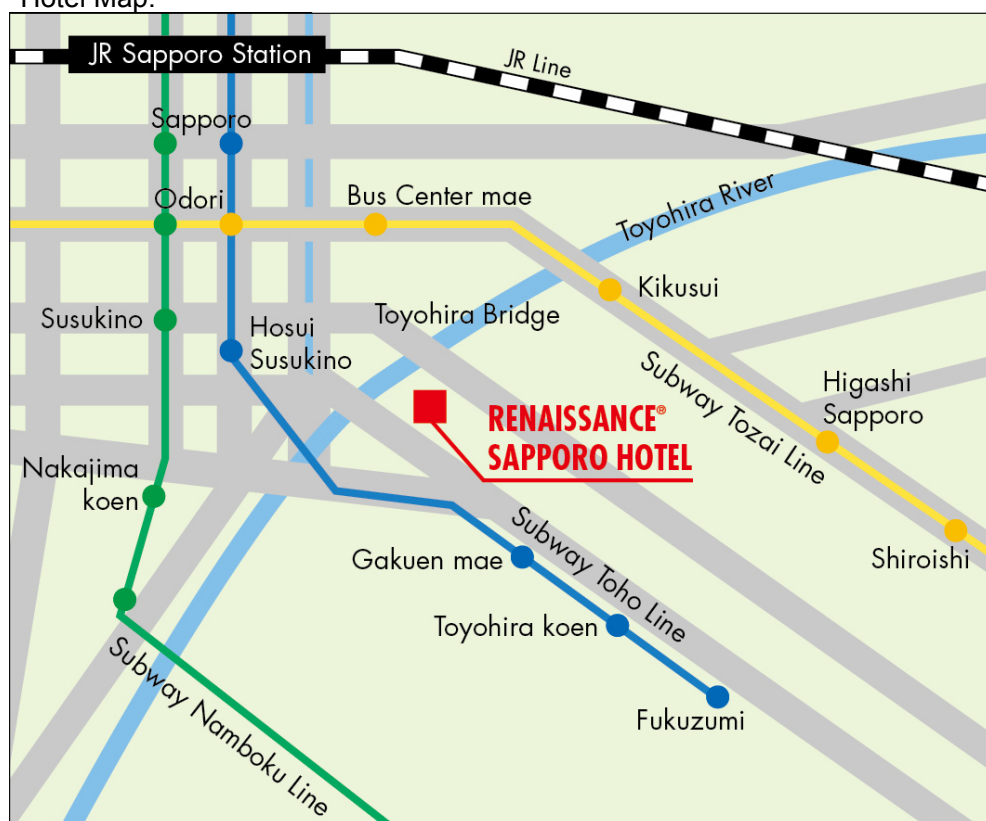 Hotel Map:
JR Sapporo Station
JR Line
Sapporo
Odori
Bus Center mae
Toyohira River
Kikusui
Susukino
Hosui
Susukino
Toyohira Bridge
Subway Tozai Line
Higashi
Sapporo
RENAISSANCE®
SAPPORO HOTEL
Nakajima
koen
Shiroishi
Gakuen mae
Subway Toho Line
Toyohira koen
Fukuzumi
Subway Namboku Line